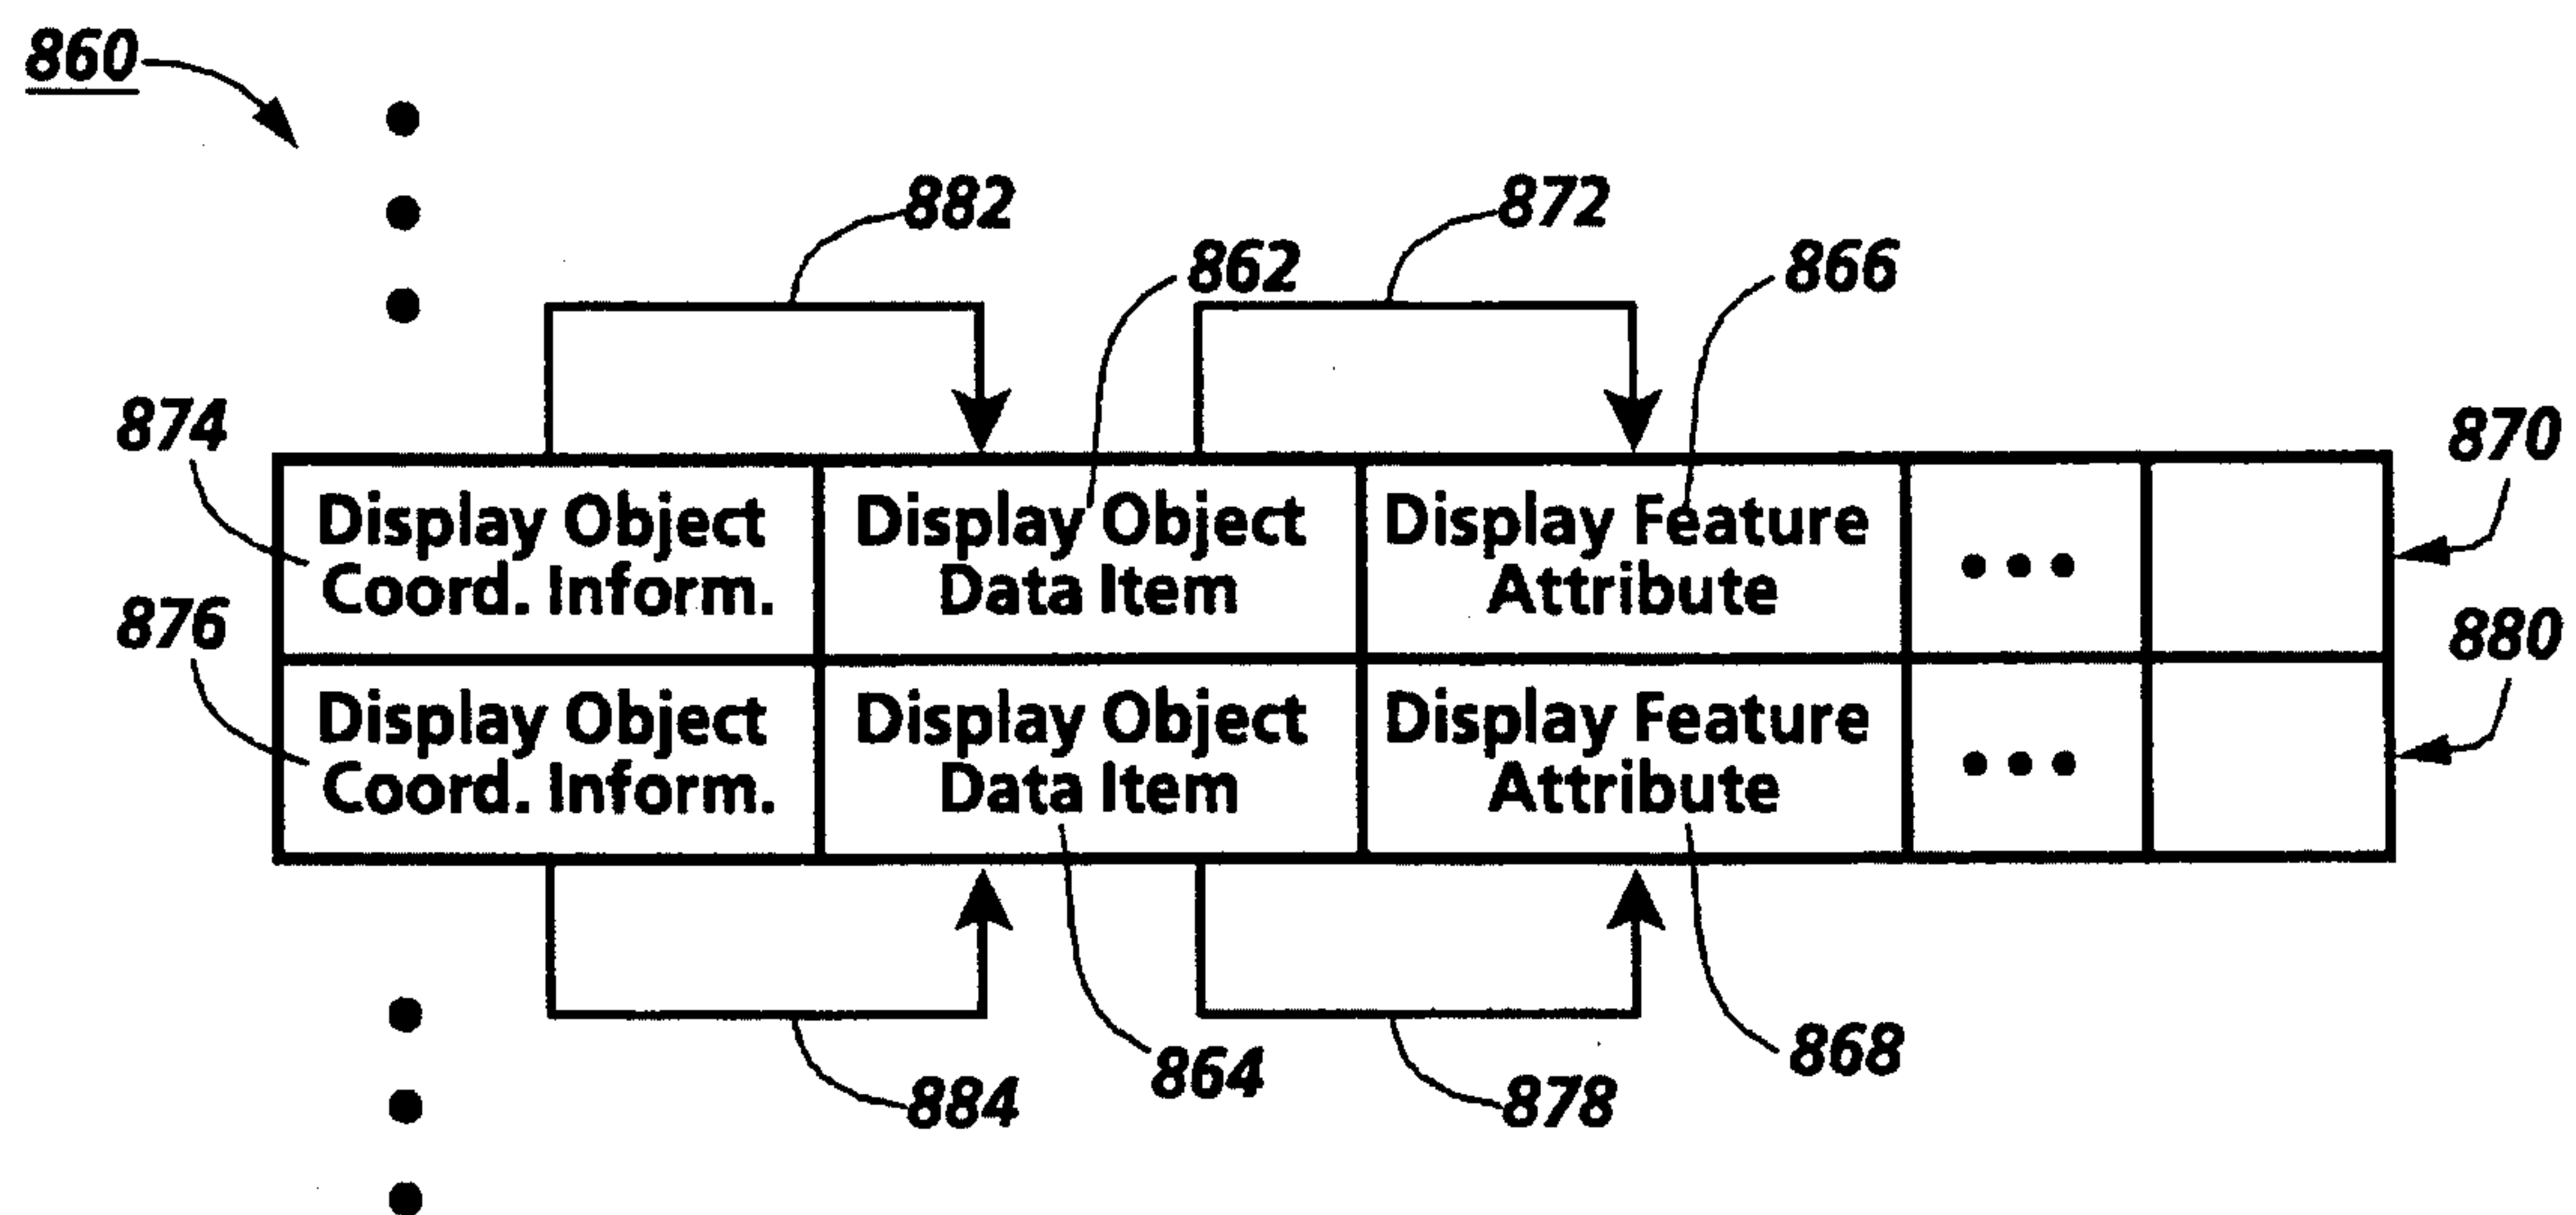 860
882
872
862
866
874
870
Display Object
Coord. Inform.
Display Object
Data Item
Display Feature
Attribute
• • •
876
880
Display Object
Coord. Inform.
Display Object
Data Item
Display Feature
Attribute
• • •
884
864
878
868